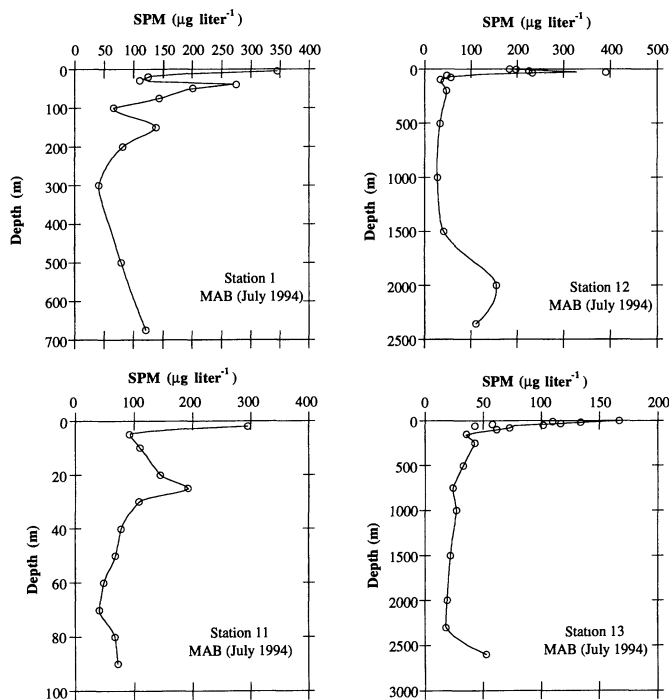 SPM (µg liter⁻¹)
0 50 100 150 200 250 300 350 400
0
100
200
300
400
500
600
700
Depth (m)
Station 1
MAB (July 1994)
SPM (µg liter⁻¹)
0 100 200 300 400 500
0
500
1000
1500
2000
2500
Depth (m)
Station 12
MAB (July 1994)
SPM (µg liter⁻¹)
0 100 200 300 400
0
20
40
60
80
100
Depth (m)
Station 11
MAB (July 1994)
SPM (µg liter⁻¹)
0 50 100 150 200
0
500
1000
1500
2000
2500
3000
Depth (m)
Station 13
MAB (July 1994)